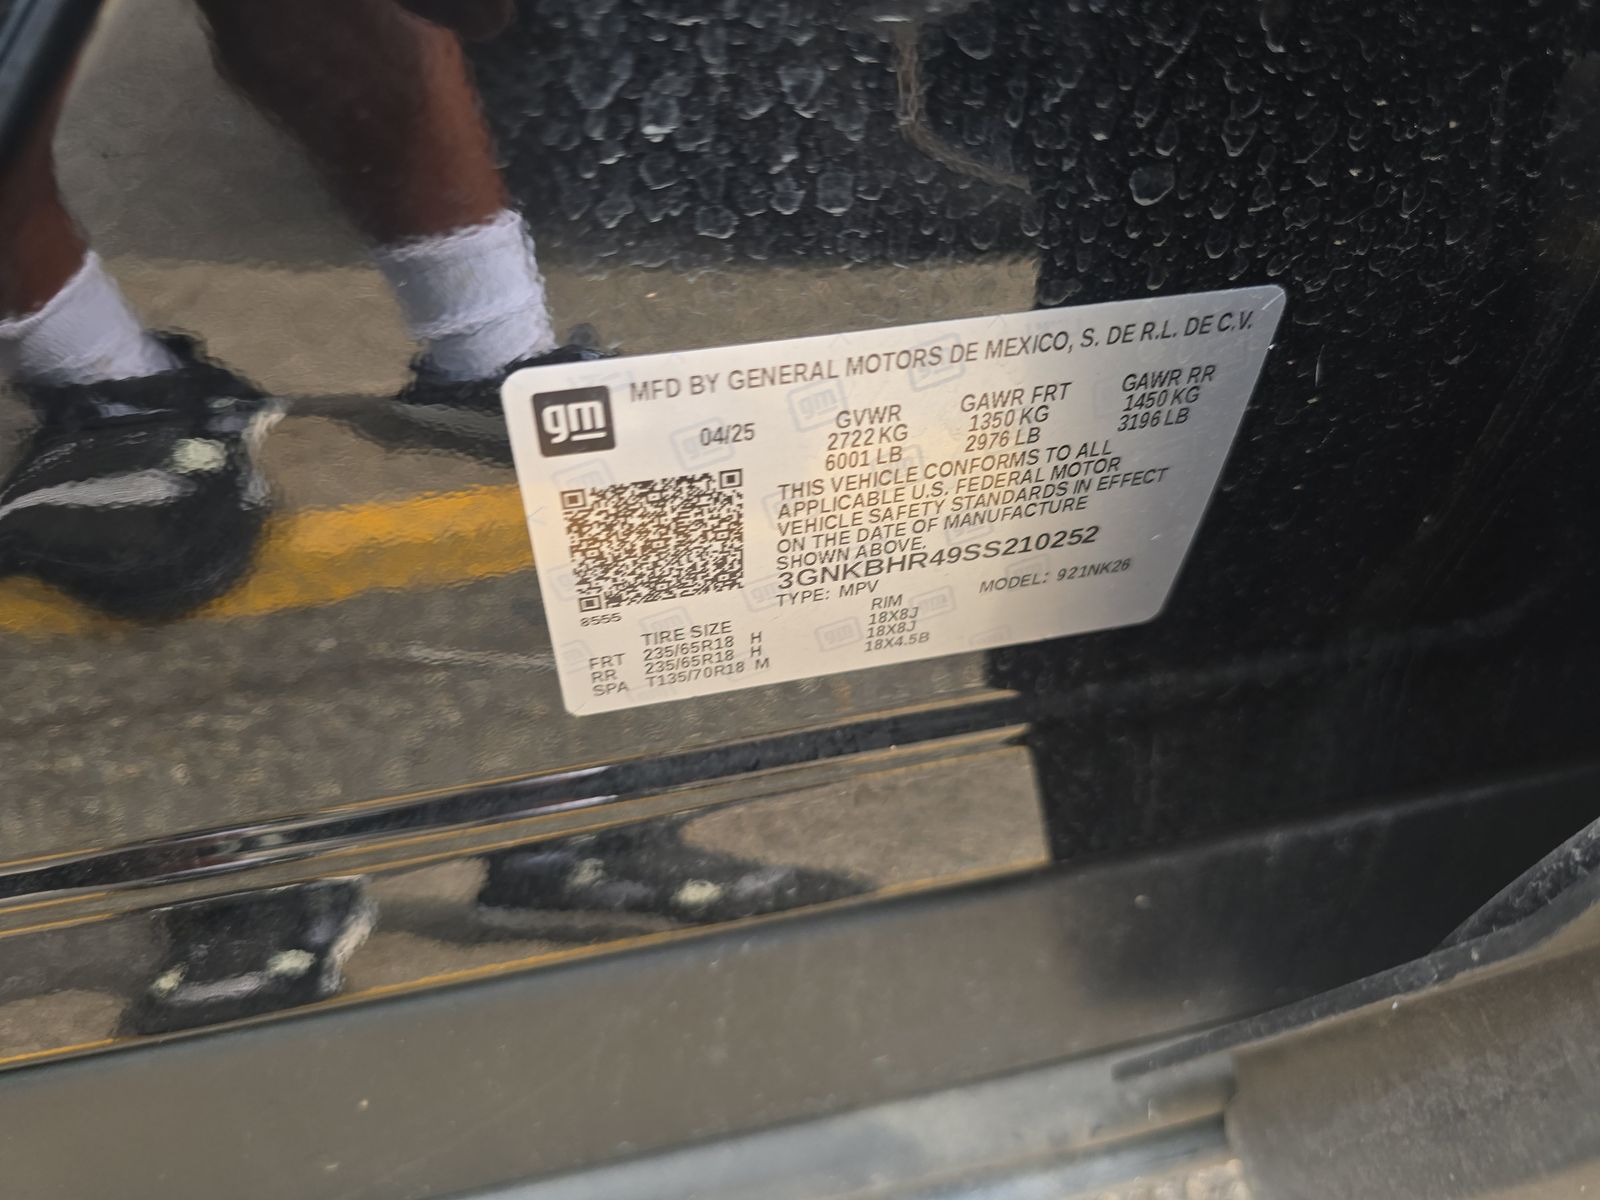 gm
MFD BY GENERAL MOTORS DE MEXICO, S. DE R.L. DE C.V.
04/25
GVWR GAWR FRT GAWR RR
2722 KG 1350 KG 1450 KG
6001 LB 2976 LB 3196 LB
THIS VEHICLE CONFORMS TO ALL
APPLICABLE U.S. FEDERAL MOTOR
VEHICLE SAFETY STANDARDS IN EFFECT
ON THE DATE OF MANUFACTURE
SHOWN ABOVE.
3GNKBHR49SS210252
TYPE: MPV MODEL: 921NK26
8555
TIRE SIZE RIM
FRT 235/65R18 H 18X8J
RR 235/65R18 H 18X8J
SPA T135/70R18 M 18X4.5B